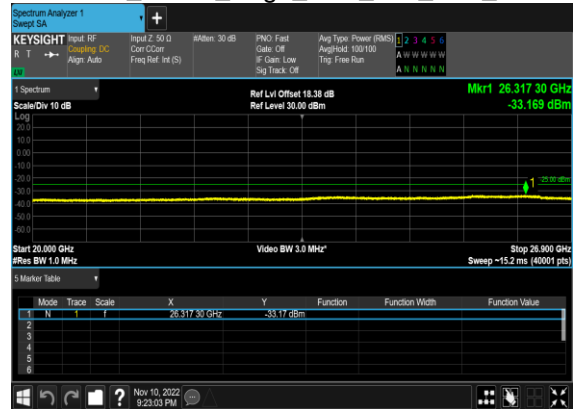 Spectrum Analyzer 1
Swept SA
+
KEYSIGHT Input: RF Input Z: 50 Ω #Atten: 30 dB PNO: Fast Avg Type: Power (RMS) 1 2 3 4 5 6
R T Coupling: DC Corr CCorr Gate: Off Avg|Hold: 100/100 A W W W W W
Align: Auto Freq Ref: Int (S) IF Gain: Low Trig: Free Run
LW Sig Track: Off A N N N N N
1 Spectrum Ref Lvl Offset 18.38 dB Mkr1 26.317 30 GHz
Scale/Div 10 dB Ref Level 30.00 dBm -33.169 dBm
Log
20.0
10.0
0.00
-10.0
-20.0
1 -25.00 dBm
-30.0
-40.0
-50.0
-60.0
Start 20.000 GHz Video BW 3.0 MHz* Stop 26.900 GHz
#Res BW 1.0 MHz Sweep ~15.2 ms (40001 pts)
5 Marker Table
Mode Trace Scale X Y Function Function Width Function Value
1 N 1 f 26.317 30 GHz -33.17 dBm
2
3
4
5
6
? Nov 10, 2022
9:23:03 PM